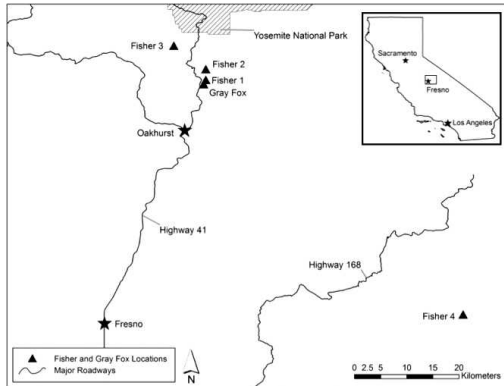 Yosemite National Park
Fisher 3
Fisher 2
Fisher 1
Gray Fox
Oakhurst
Sacramento
Fresno
Los Angeles
Highway 41
Highway 168
Fisher 4
Fresno
Fisher and Gray Fox Locations
Major Roadways
N
0 2.5 5 10 15 20
Kilometers